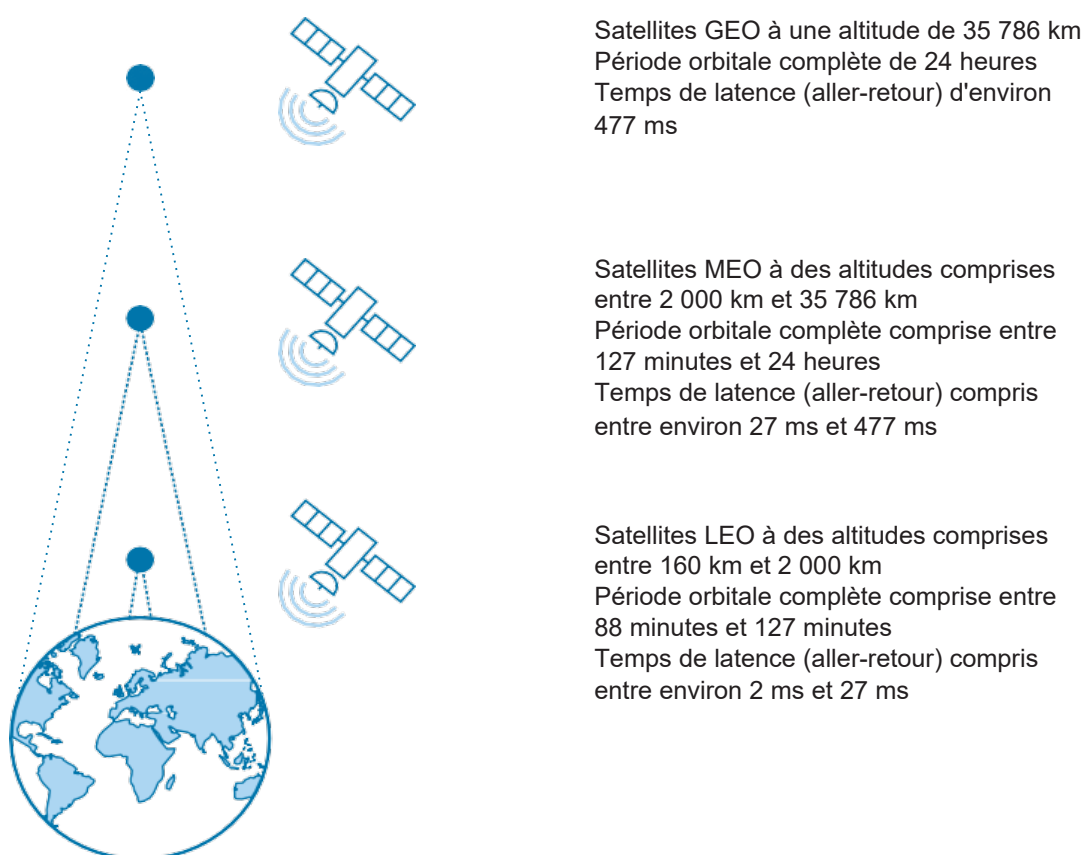 Satellites GEO à une altitude de 35 786 km
Période orbitale complète de 24 heures
Temps de latence (aller-retour) d'environ
477 ms
Satellites MEO à des altitudes comprises
entre 2 000 km et 35 786 km
Période orbitale complète comprise entre
127 minutes et 24 heures
Temps de latence (aller-retour) compris
entre environ 27 ms et 477 ms
Satellites LEO à des altitudes comprises
entre 160 km et 2 000 km
Période orbitale complète comprise entre
88 minutes et 127 minutes
Temps de latence (aller-retour) compris
entre environ 2 ms et 27 ms